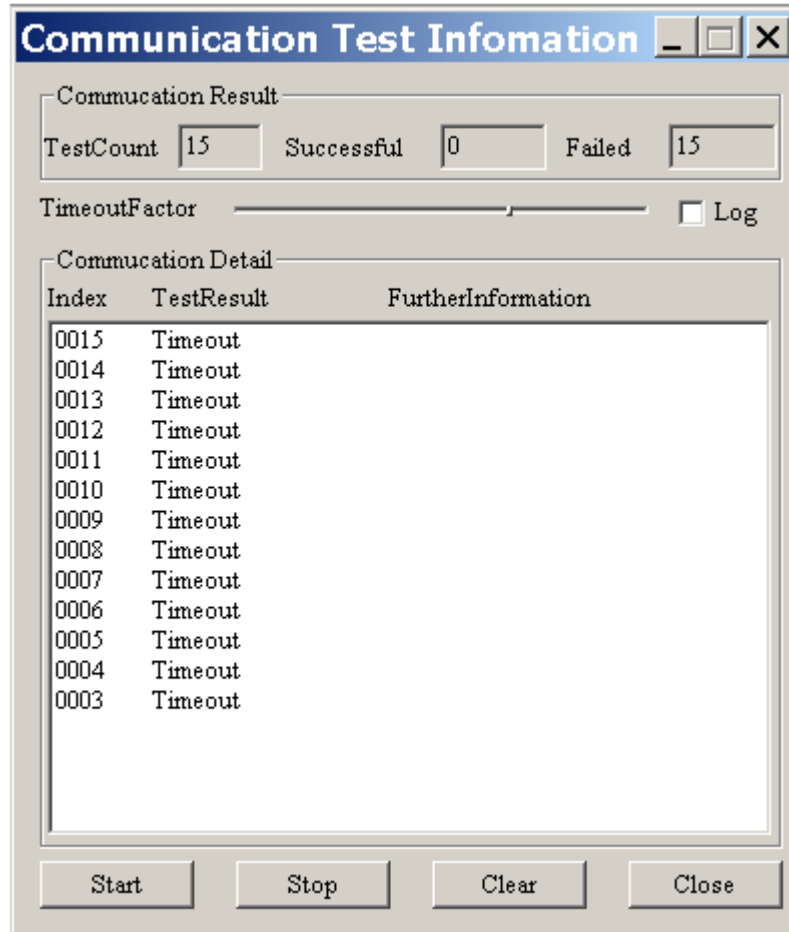 Communication Test Infomation
Commucation Result
TestCount 15 Successful 0 Failed 15
TimeoutFactor Log
Commucation Detail
Index TestResult FurtherInformation
0015 Timeout
0014 Timeout
0013 Timeout
0012 Timeout
0011 Timeout
0010 Timeout
0009 Timeout
0008 Timeout
0007 Timeout
0006 Timeout
0005 Timeout
0004 Timeout
0003 Timeout
Start Stop Clear Close